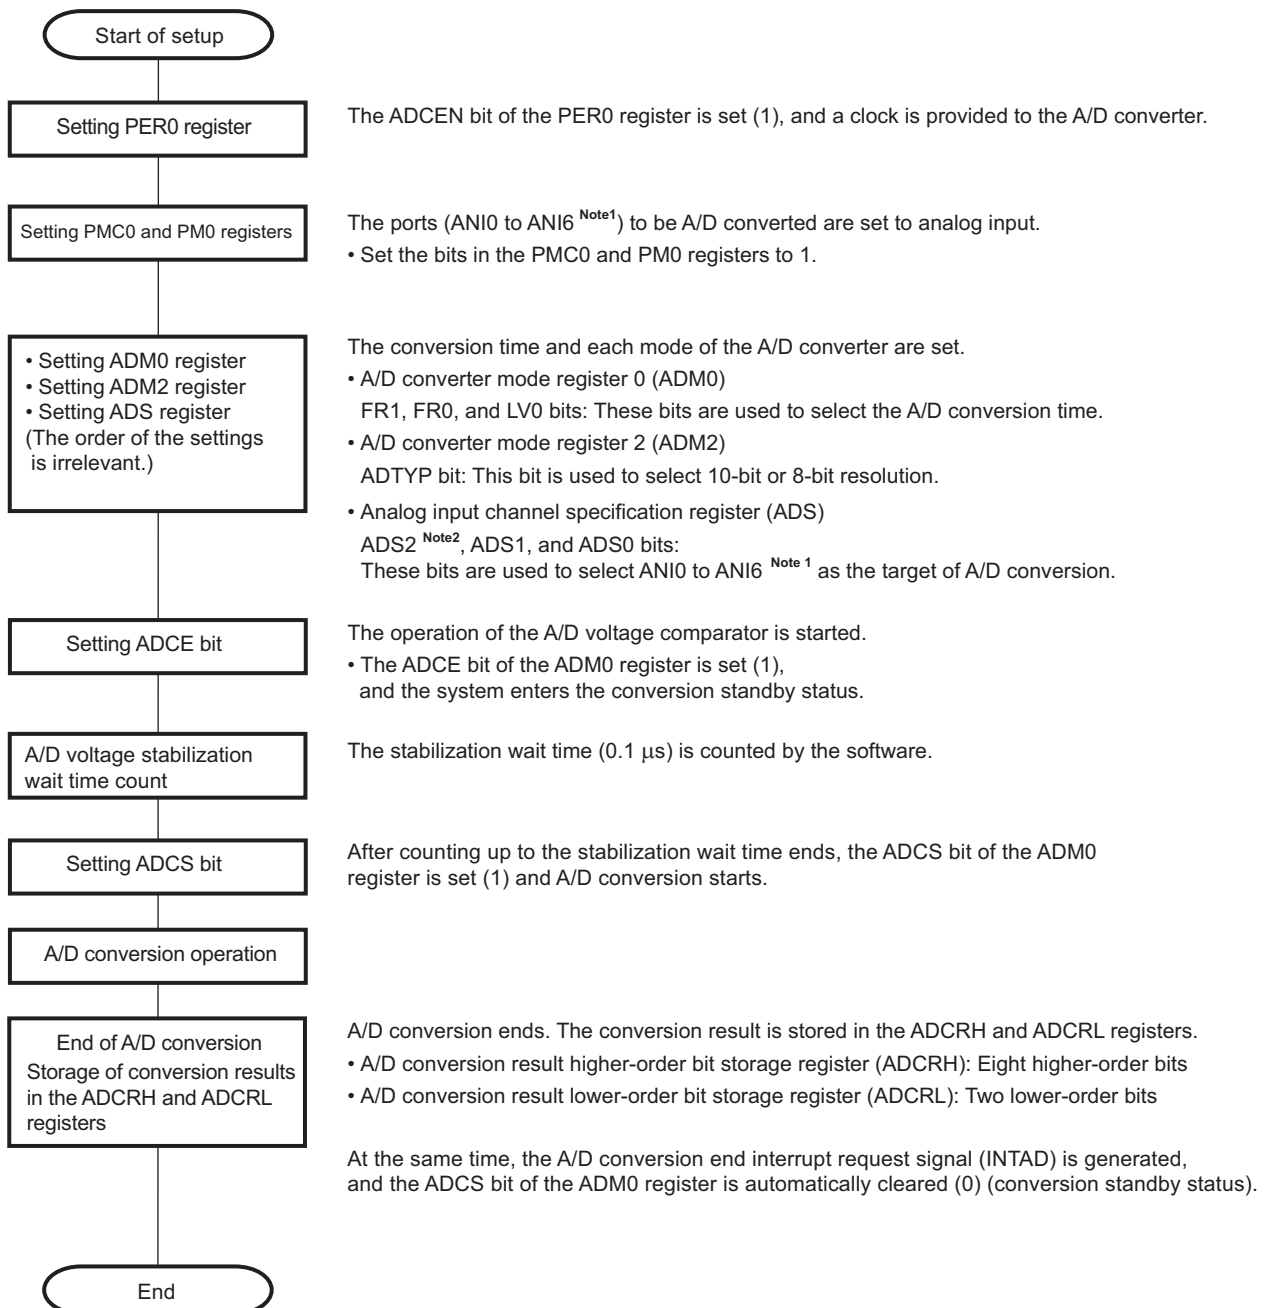 Start of setup
Setting PER0 register
The ADCEN bit of the PER0 register is set (1), and a clock is provided to the A/D converter.
Setting PMC0 and PM0 registers
The ports (ANI0 to ANI6 Note1) to be A/D converted are set to analog input.
• Set the bits in the PMC0 and PM0 registers to 1.
• Setting ADM0 register
• Setting ADM2 register
• Setting ADS register
(The order of the settings
is irrelevant.)
The conversion time and each mode of the A/D converter are set.
• A/D converter mode register 0 (ADM0)
FR1, FR0, and LV0 bits: These bits are used to select the A/D conversion time.
• A/D converter mode register 2 (ADM2)
ADTYP bit: This bit is used to select 10-bit or 8-bit resolution.
• Analog input channel specification register (ADS)
ADS2 Note2, ADS1, and ADS0 bits:
These bits are used to select ANI0 to ANI6 Note 1 as the target of A/D conversion.
Setting ADCE bit
The operation of the A/D voltage comparator is started.
• The ADCE bit of the ADM0 register is set (1),
and the system enters the conversion standby status.
A/D voltage stabilization
wait time count
The stabilization wait time (0.1 μs) is counted by the software.
Setting ADCS bit
After counting up to the stabilization wait time ends, the ADCS bit of the ADM0
register is set (1) and A/D conversion starts.
A/D conversion operation
End of A/D conversion
Storage of conversion results
in the ADCRH and ADCRL
registers
A/D conversion ends. The conversion result is stored in the ADCRH and ADCRL registers.
• A/D conversion result higher-order bit storage register (ADCRH): Eight higher-order bits
• A/D conversion result lower-order bit storage register (ADCRL): Two lower-order bits
At the same time, the A/D conversion end interrupt request signal (INTAD) is generated,
and the ADCS bit of the ADM0 register is automatically cleared (0) (conversion standby status).
End